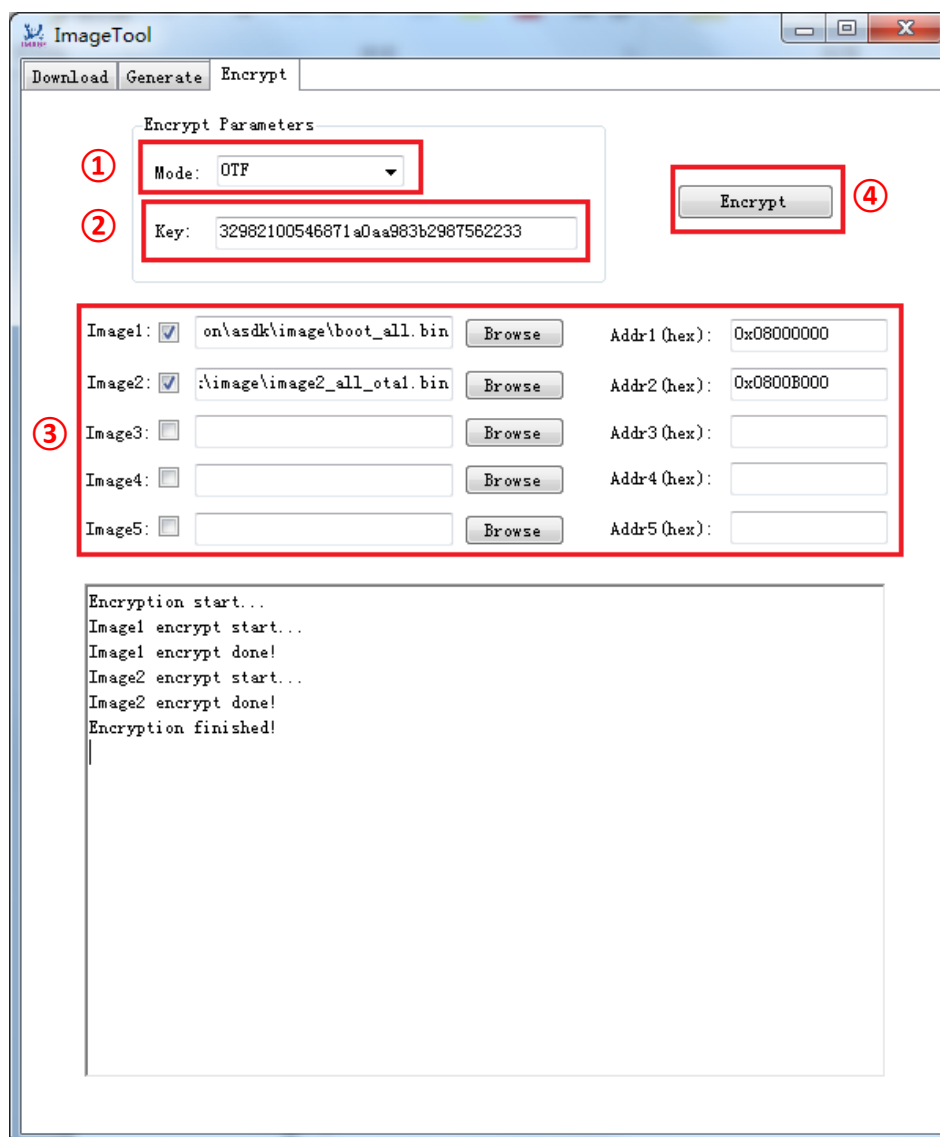 ImageTool
Download Generate Encrypt
Encrypt Parameters
① Mode: OTF
Encrypt ④
② Key: 32982100546871a0aa983b2987562233
Image1: on\asdk\image\boot_all.bin Browse Addr1(hex): 0x08000000
Image2: :\image\image2_all_ota1.bin Browse Addr2(hex): 0x0800B000
③ Image3: Browse Addr3(hex):
Image4: Browse Addr4(hex):
Image5: Browse Addr5(hex):
Encryption start...
Image1 encrypt start...
Image1 encrypt done!
Image2 encrypt start...
Image2 encrypt done!
Encryption finished!